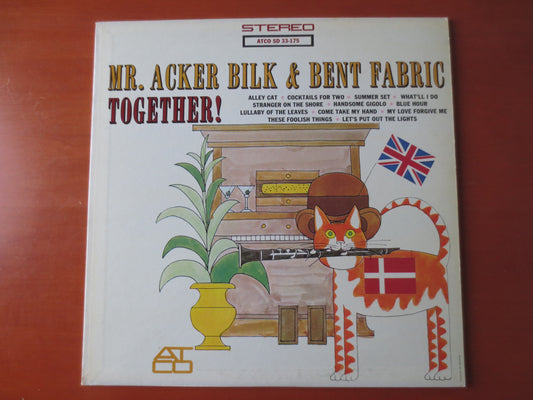 STEREO
ATCO SD 33-175
MR. ACKER BILK & BENT FABRIC
TOGETHER!
ALLEY CAT • COCKTAILS FOR TWO • SUMMER SET • WHAT'LL I DO
STRANGER ON THE SHORE • HANDSOME GIGOLO • BLUE HOUR
LULLABY OF THE LEAVES • COME TAKE MY HAND • MY LOVE FORGIVE ME
THESE FOOLISH THINGS • LET'S PUT OUT THE LIGHTS
ATCO